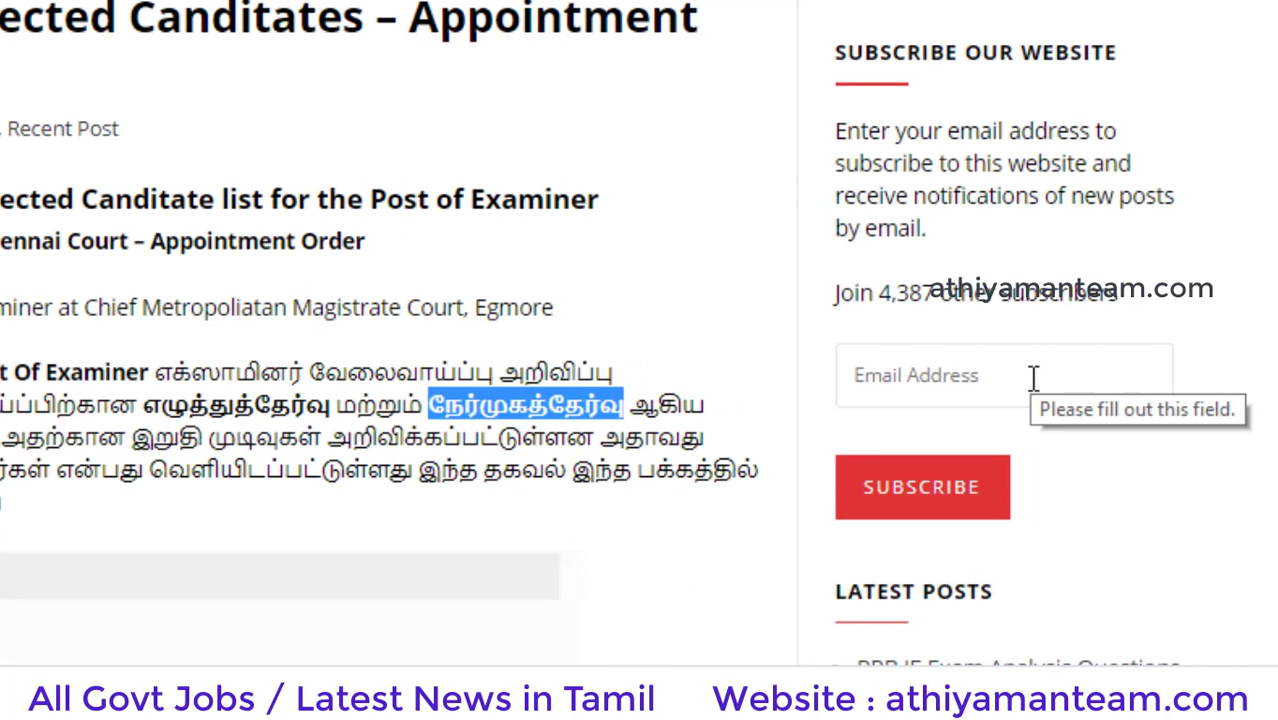 ected Canditates – Appointment
Recent Post
ected Canditate list for the Post of Examiner
ennai Court – Appointment Order
miner at Chief Metropoliatan Magistrate Court, Egmore
t Of Examiner எக்ஸாமினர் வேலைவாய்ப்பு அறிவிப்பு
ய்ப்பிற்கான எழுத்துத்தேர்வு மற்றும் நேர்முகத்தேர்வு ஆகிய
அதற்கான இறுதி முடிவுகள் அறிவிக்கப்பட்டுள்ளன அதாவது
ர்கள் என்பது வெளியிடப்பட்டுள்ளது இந்த தகவல் இந்த பக்கத்தில்
SUBSCRIBE OUR WEBSITE
Enter your email address to
subscribe to this website and
receive notifications of new posts
by email.
Join 4,387 other subscribers
athiyamanteam.com
Email Address
Please fill out this field.
SUBSCRIBE
LATEST POSTS
RRB JE Exam Analysis Questions
All Govt Jobs / Latest News in Tamil
Website : athiyamanteam.com